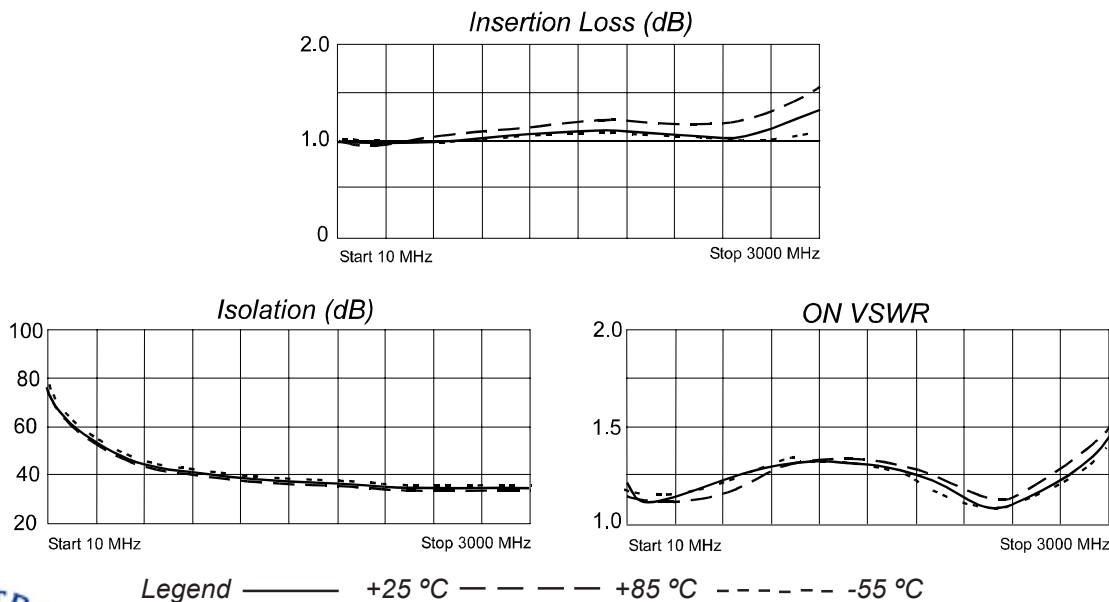 Insertion Loss (dB)
2.0
1.0
0
Start 10 MHz
Stop 3000 MHz
Isolation (dB)
100
80
60
40
20
Start 10 MHz
Stop 3000 MHz
ON VSWR
2.0
1.5
1.0
Start 10 MHz
Stop 3000 MHz
Legend +25 ºC +85 ºC -55 ºC